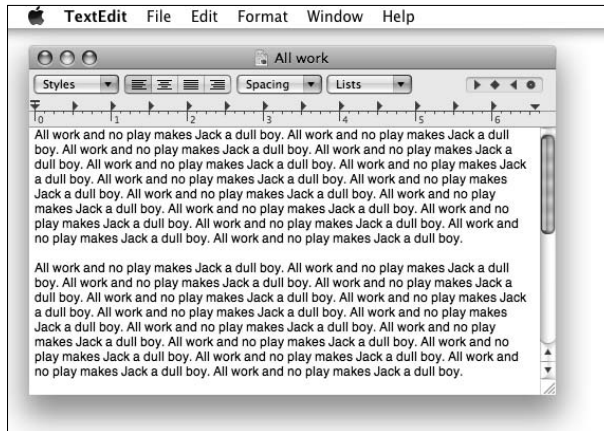 TextEdit File Edit Format Window Help
All work
Styles Spacing Lists
0 1 2 3 4 5 6
All work and no play makes Jack a dull boy. All work and no play makes Jack a dull
boy. All work and no play makes Jack a dull boy. All work and no play makes Jack a
dull boy. All work and no play makes Jack a dull boy. All work and no play makes Jack
a dull boy. All work and no play makes Jack a dull boy. All work and no play makes
Jack a dull boy. All work and no play makes Jack a dull boy. All work and no play
makes Jack a dull boy. All work and no play makes Jack a dull boy. All work and no
play makes Jack a dull boy. All work and no play makes Jack a dull boy. All work and
no play makes Jack a dull boy. All work and no play makes Jack a dull boy.
All work and no play makes Jack a dull boy. All work and no play makes Jack a dull
boy. All work and no play makes Jack a dull boy. All work and no play makes Jack a
dull boy. All work and no play makes Jack a dull boy. All work and no play makes Jack
a dull boy. All work and no play makes Jack a dull boy. All work and no play makes
Jack a dull boy. All work and no play makes Jack a dull boy. All work and no play
makes Jack a dull boy. All work and no play makes Jack a dull boy. All work and no
play makes Jack a dull boy. All work and no play makes Jack a dull boy. All work and
no play makes Jack a dull boy. All work and no play makes Jack a dull boy.